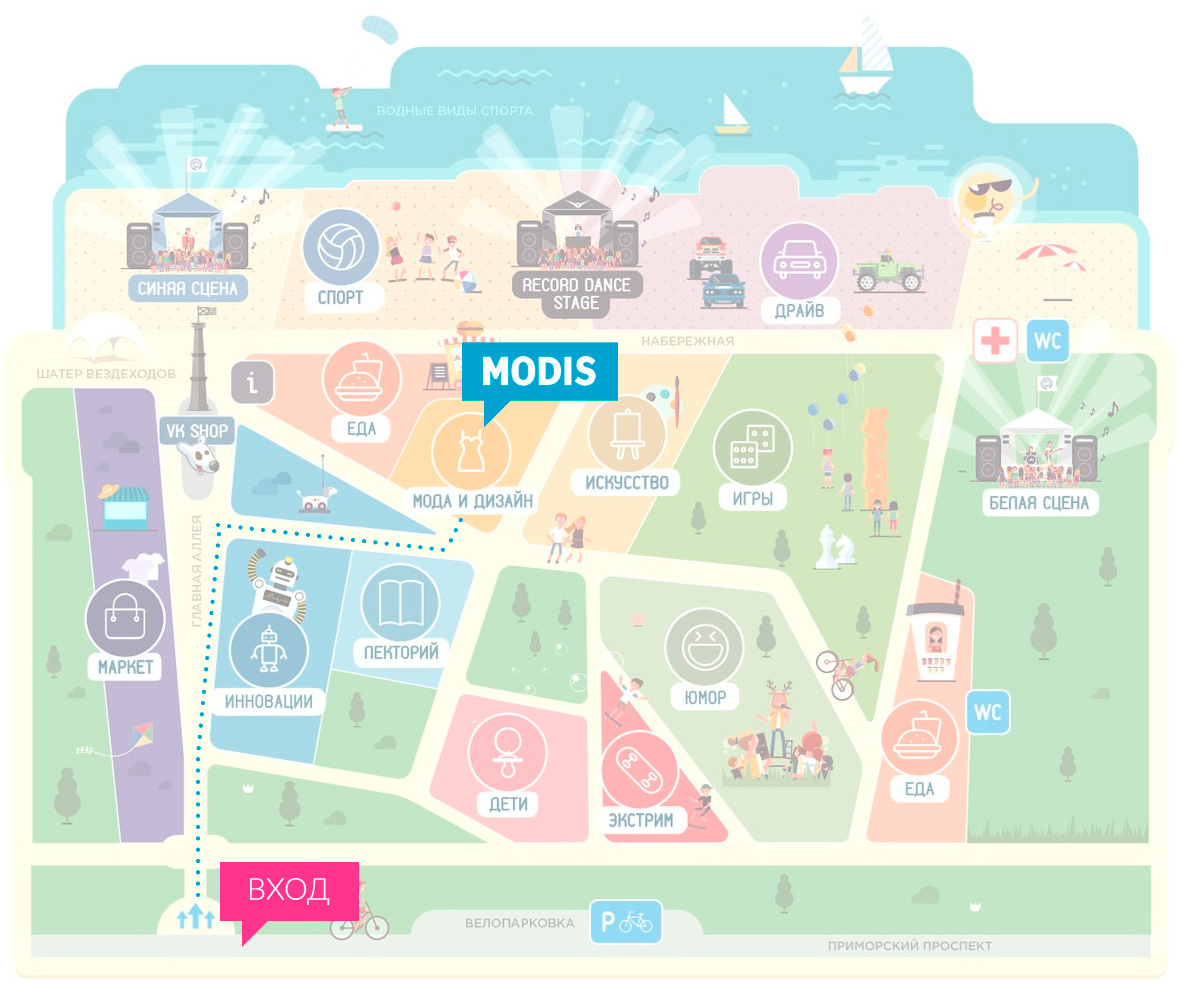 ВОДНЫЕ ВИДЫ СПОРТА
СИНЯЯ СЦЕНА
СПОРТ
RECORD DANCE
STAGE
ДРАЙВ
НАБЕРЕЖНАЯ
WC
ШАТЕР ВЕЗДЕХОДОВ
i
MODIS
VK SHOP
ЕДА
МОДА И ДИЗАЙН
ИСКУССТВО
ИГРЫ
БЕЛАЯ СЦЕНА
ГЛАВНАЯ АЛЛЕЯ
МАРКЕТ
ИННОВАЦИИ
ЛЕКТОРИЙ
ЮМОР
WC
ДЕТИ
ЭКСТРИМ
ЕДА
ВХОД
ВЕЛОПАРКОВКА
P
ПРИМОРСКИЙ ПРОСПЕКТ